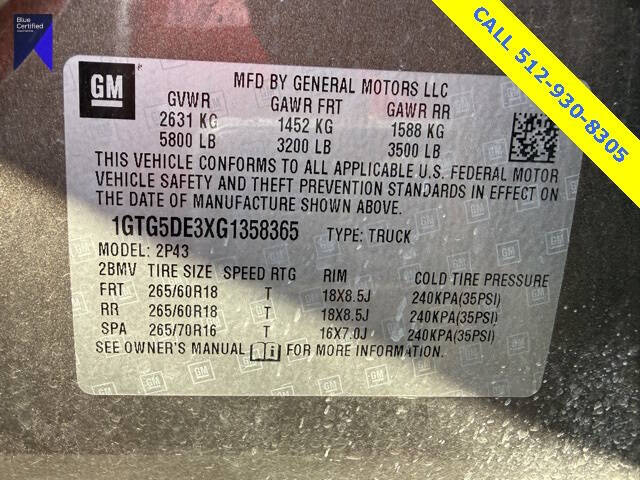 Blue
Certified
CALL 512-930-8305
GM
MFD BY GENERAL MOTORS LLC
GVWR GAWR FRT GAWR RR
2631 KG 1452 KG 1588 KG
5800 LB 3200 LB 3500 LB
THIS VEHICLE CONFORMS TO ALL APPLICABLE U.S. FEDERAL MOTOR
VEHICLE SAFETY AND THEFT PREVENTION STANDARDS IN EFFECT ON
THE DATE OF MANUFACTURE SHOWN ABOVE.
1GTG5DE3XG1358365 TYPE: TRUCK
MODEL: 2P43
2BMV TIRE SIZE SPEED RTG RIM COLD TIRE PRESSURE
FRT 265/60R18 T 18X8.5J 240KPA(35PSI)
RR 265/60R18 T 18X8.5J 240KPA(35PSI)
SPA 265/70R16 T 16X7.0J 240KPA(35PSI)
SEE OWNER'S MANUAL FOR MORE INFORMATION.